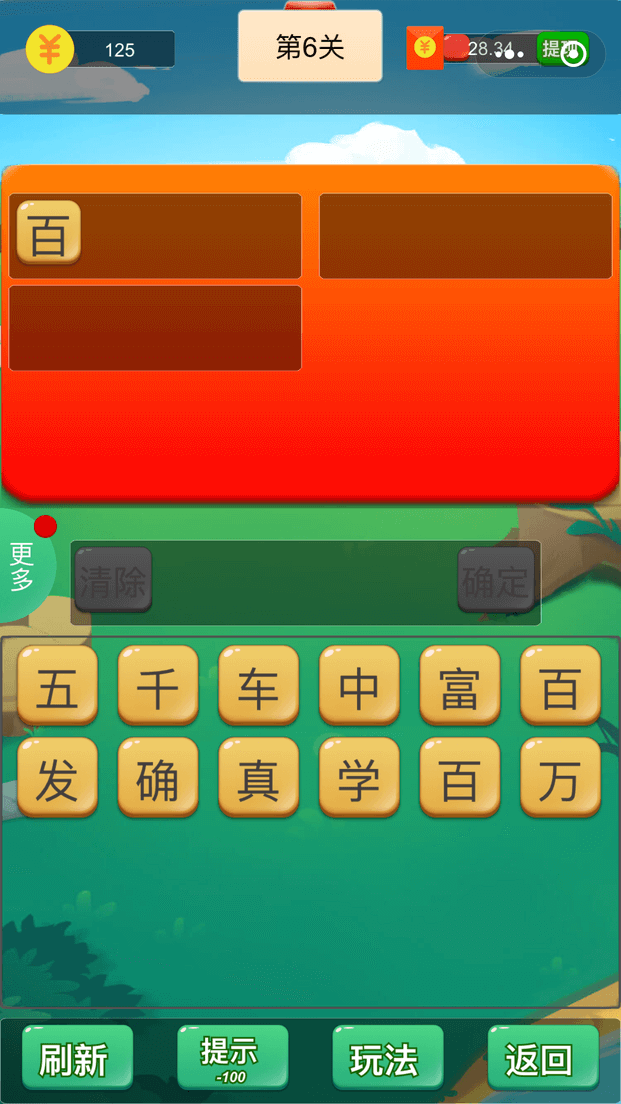 125
第6关
28.34
提现
百
更多
清除
确定
五 千 车 中 富 百
发 确 真 学 百 万
刷新
提示
-100
玩法
返回